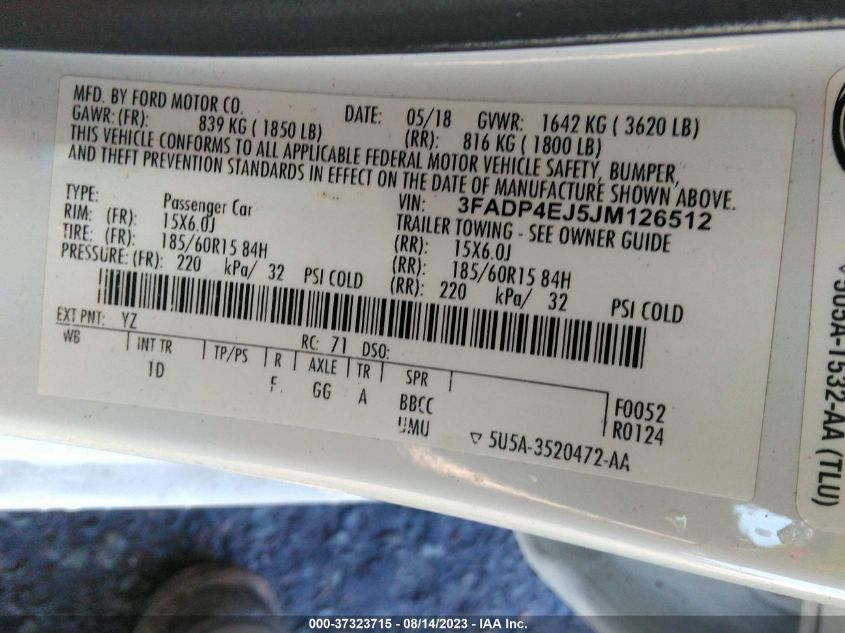 MFD. BY FORD MOTOR CO. DATE: 05/18 GVWR: 1642 KG ( 3620 LB)
GAWR: (FR): 839 KG ( 1850 LB) (RR): 816 KG ( 1800 LB)
THIS VEHICLE CONFORMS TO ALL APPLICABLE FEDERAL MOTOR VEHICLE SAFETY, BUMPER,
AND THEFT PREVENTION STANDARDS IN EFFECT ON THE DATE OF MANUFACTURE SHOWN ABOVE.
VIN: 3FADP4EJ5JM126512
TYPE: Passenger Car TRAILER TOWING - SEE OWNER GUIDE
RIM: (FR): 15X6.0J (RR): 15X6.0J
TIRE: (FR): 185/60R15 84H (RR): 185/60R15 84H
PRESSURE: (FR): 220 kPa/ 32 PSI COLD (RR): 220 kPa/ 32 PSI COLD
EXT PNT: YZ RC: 71 DSO:
WB INT TR TP/PS R AXLE TR SPR
1D F GG A BBCC F0052
UMU R0124
5U5A-3520472-AA
5U5A-1532-AA (TLU)
000-37323715 - 08/14/2023 - IAA Inc.